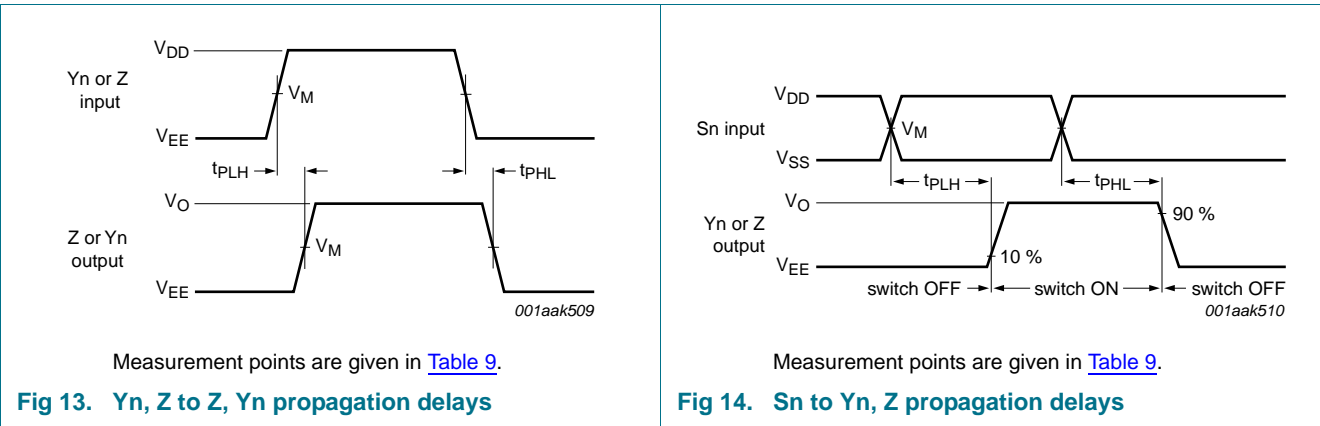 VDD
Yn or Z
input
VM
VEE
tPLH
tPHL
VO
Z or Yn
output
VM
VEE
001aak509
Measurement points are given in Table 9.
Fig 13. Yn, Z to Z, Yn propagation delays
VDD
Sn input
VM
VSS
tPLH
tPHL
VO
Yn or Z
output
90 %
10 %
VEE
switch OFF
switch ON
switch OFF
001aak510
Measurement points are given in Table 9.
Fig 14. Sn to Yn, Z propagation delays